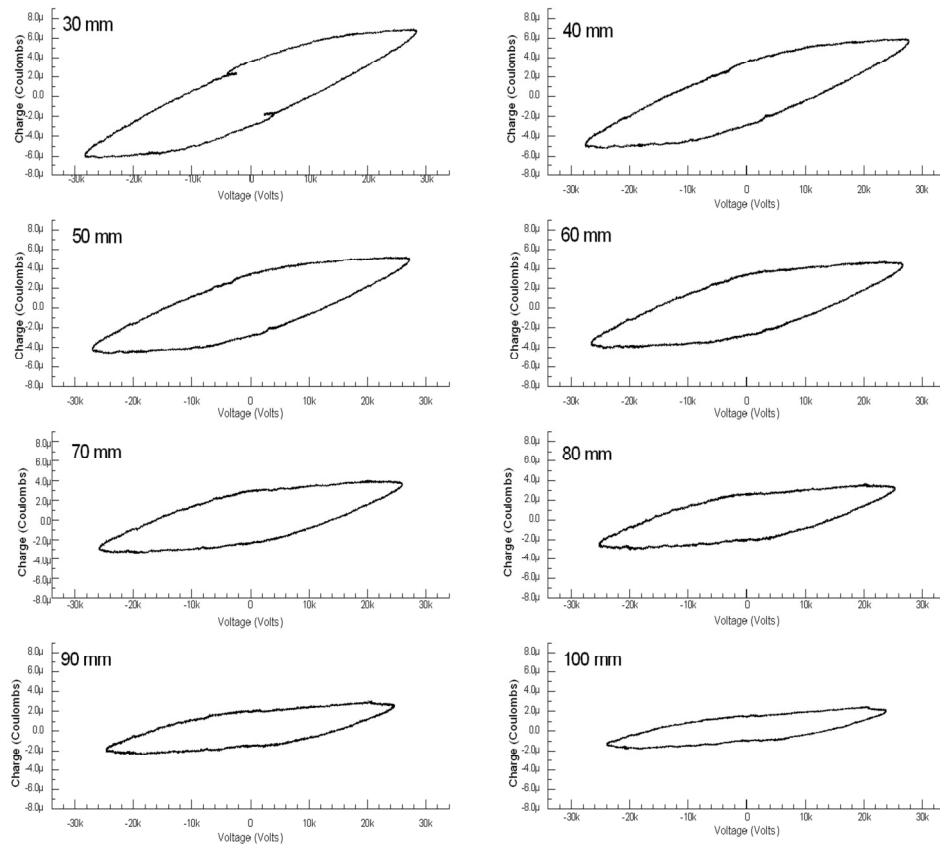 30 mm
Charge (Coulombs)
8.0µ
6.0µ
4.0µ
2.0µ
0.0
-2.0µ
-4.0µ
-6.0µ
-8.0µ
-30k -20k -10k 0 10k 20k 30k
Voltage (Volts)
40 mm
Charge (Coulombs)
8.0µ
6.0µ
4.0µ
2.0µ
0.0
-2.0µ
-4.0µ
-6.0µ
-8.0µ
-30k -20k -10k 0 10k 20k 30k
Voltage (Volts)
50 mm
Charge (Coulombs)
8.0µ
6.0µ
4.0µ
2.0µ
0.0
-2.0µ
-4.0µ
-6.0µ
-8.0µ
-30k -20k -10k 0 10k 20k 30k
Voltage (Volts)
60 mm
Charge (Coulombs)
8.0µ
6.0µ
4.0µ
2.0µ
0.0
-2.0µ
-4.0µ
-6.0µ
-8.0µ
-30k -20k -10k 0 10k 20k 30k
Voltage (Volts)
70 mm
Charge (Coulombs)
8.0µ
6.0µ
4.0µ
2.0µ
0.0
-2.0µ
-4.0µ
-6.0µ
-8.0µ
-30k -20k -10k 0 10k 20k 30k
Voltage (Volts)
80 mm
Charge (Coulombs)
8.0µ
6.0µ
4.0µ
2.0µ
0.0
-2.0µ
-4.0µ
-6.0µ
-8.0µ
-30k -20k -10k 0 10k 20k 30k
Voltage (Volts)
90 mm
Charge (Coulombs)
8.0µ
6.0µ
4.0µ
2.0µ
0.0
-2.0µ
-4.0µ
-6.0µ
-8.0µ
-30k -20k -10k 0 10k 20k 30k
Voltage (Volts)
100 mm
Charge (Coulombs)
8.0µ
6.0µ
4.0µ
2.0µ
0.0
-2.0µ
-4.0µ
-6.0µ
-8.0µ
-30k -20k -10k 0 10k 20k 30k
Voltage (Volts)